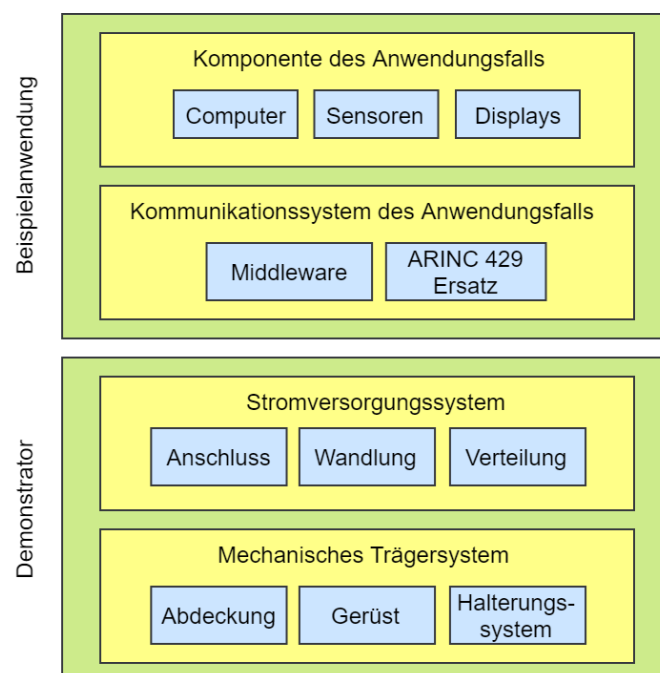 Beispielanwendung
Komponente des Anwendungsfalls
Computer
Sensoren
Displays
Kommunikationssystem des Anwendungsfalls
Middleware
ARINC 429
Ersatz
Demonstrator
Stromversorgungssystem
Anschluss
Wandlung
Verteilung
Mechanisches Trägersystem
Abdeckung
Gerüst
Halterungs-
system